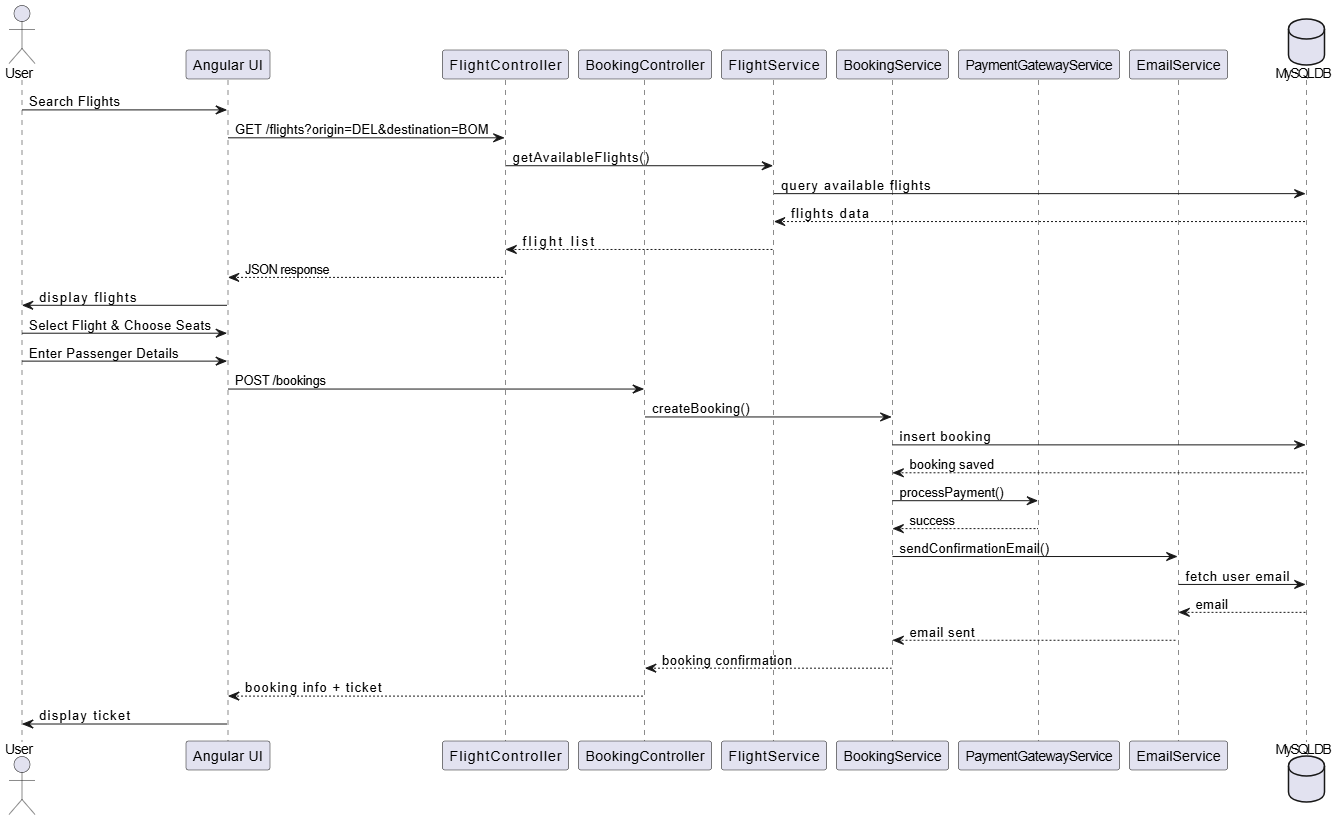 User
Angular UI
FlightController
BookingController
FlightService
BookingService
PaymentGatewayService
EmailService
MySQLDB
Search Flights
GET /flights?origin=DEL&destination=BOM
getAvailableFlights()
query available flights
flights data
flight list
JSON response
display flights
Select Flight & Choose Seats
Enter Passenger Details
POST /bookings
createBooking()
insert booking
booking saved
processPayment()
success
sendConfirmationEmail()
fetch user email
email
email sent
booking confirmation
booking info + ticket
display ticket
User
Angular UI
FlightController
BookingController
FlightService
BookingService
PaymentGatewayService
EmailService
MySQLDB